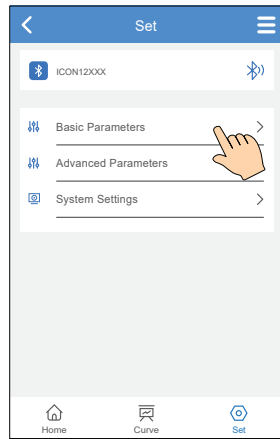 Set
ICON12XXX
Basic Parameters
Advanced Parameters
System Settings
Home
Curve
Set